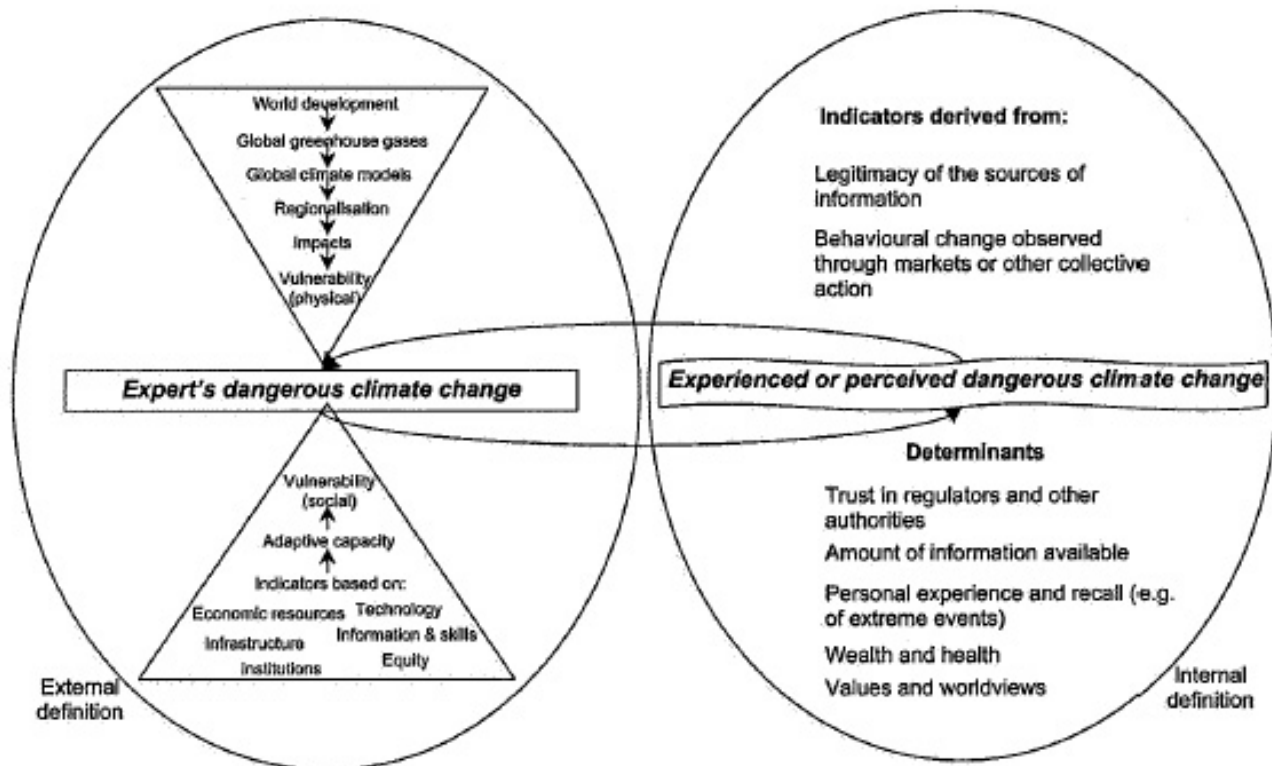 World development
Global greenhouse gases
Global climate models
Regionalisation
Impacts
Vulnerability
(physical)
Expert's dangerous climate change
Vulnerability
(social)
Adaptive capacity
Indicators based on:
Economic resources
Technology
Infrastructure
Information & skills
institutions
Equity
External
definition
Indicators derived from:
Legitimacy of the sources of
information
Behavioural change observed
through markets or other collective
action
Experienced or perceived dangerous climate change
Determinants
Trust in regulators and other
authorities
Amount of information available
Personal experience and recall (e.g.
of extreme events)
Wealth and health
Values and worldviews
Internal
definition